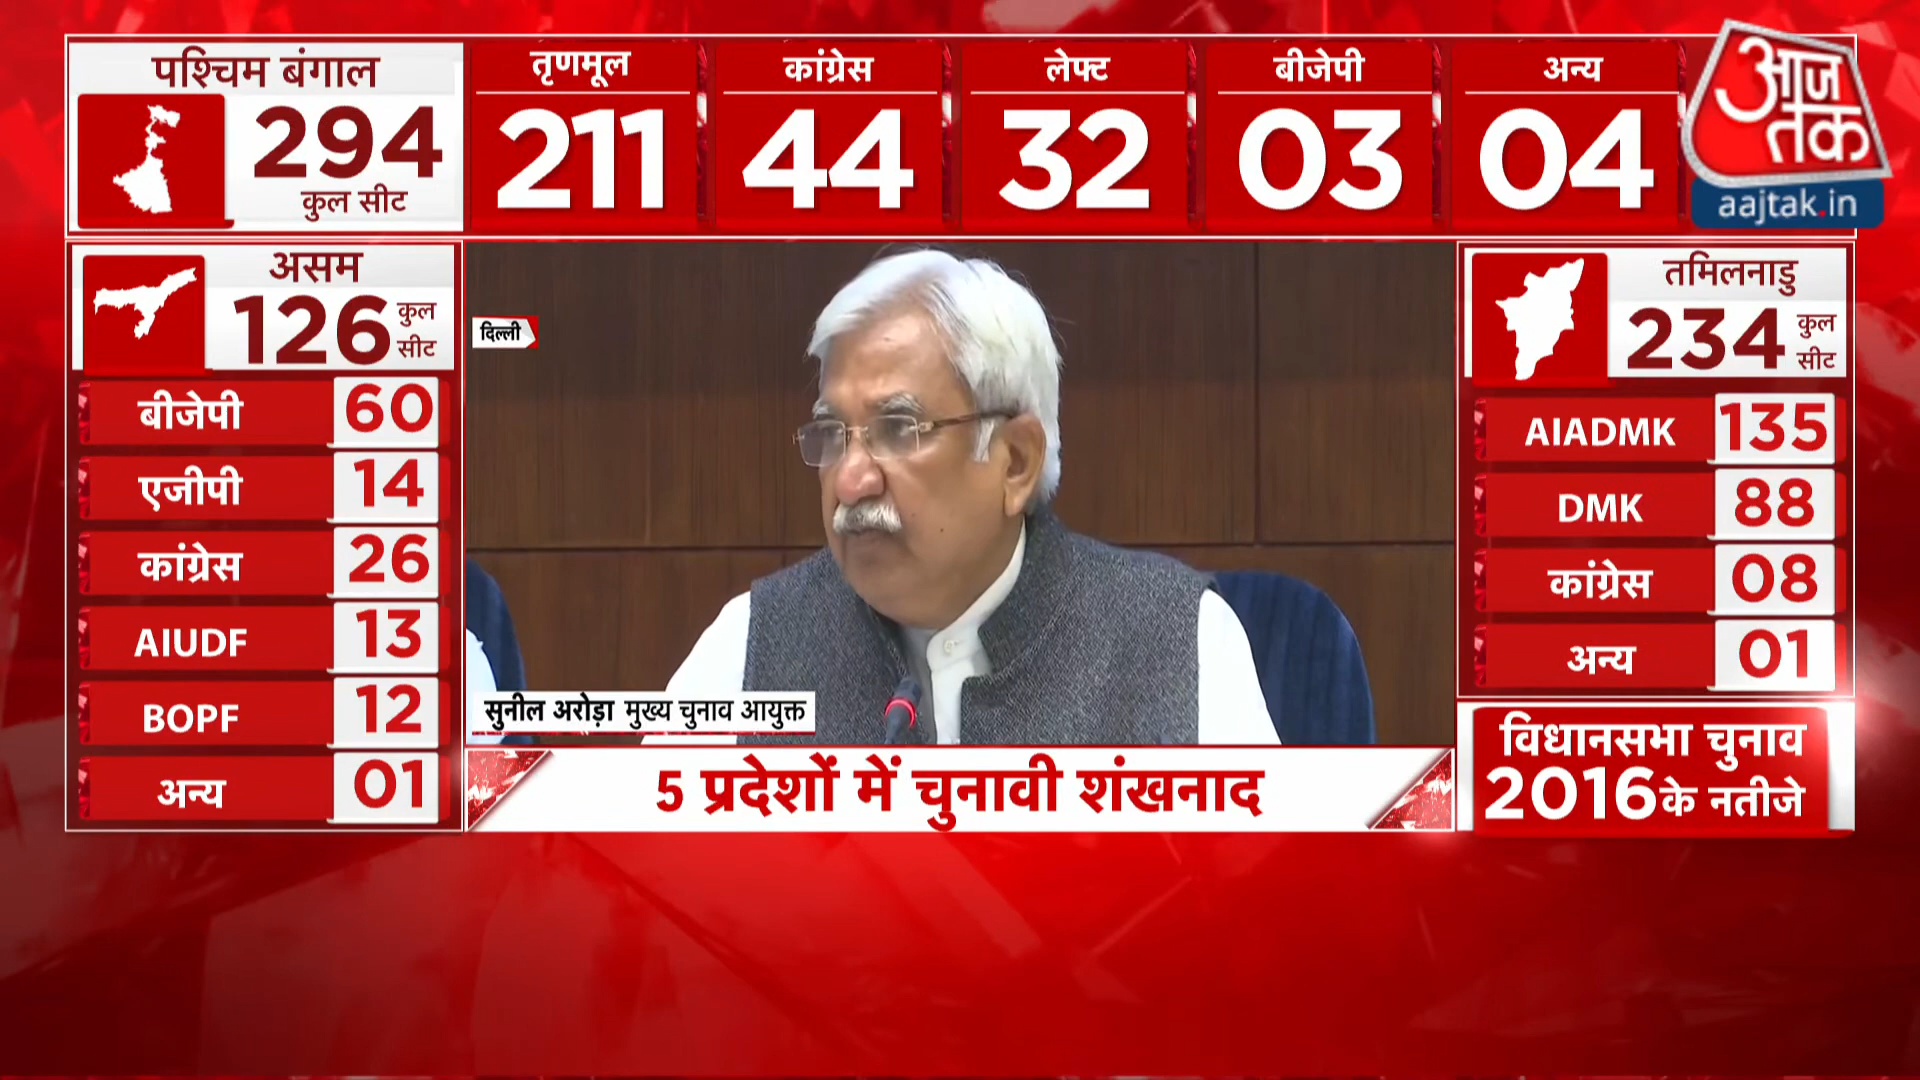 पश्चिम बंगाल
294
कुल सीट
तृणमूल
211
कांग्रेस
44
लेफ्ट
32
बीजेपी
03
अन्य
04
आज
तक
aajtak.in
असम
126
कुल
सीट
बीजेपी 60
एजीपी 14
कांग्रेस 26
AIUDF 13
BOPF 12
अन्य 01
दिल्ली
सुनील अरोड़ा मुख्य चुनाव आयुक्त
5 प्रदेशों में चुनावी शंखनाद
तमिलनाडु
234
कुल
सीट
AIADMK 135
DMK 88
कांग्रेस 08
अन्य 01
विधानसभा चुनाव
2016 के नतीजे